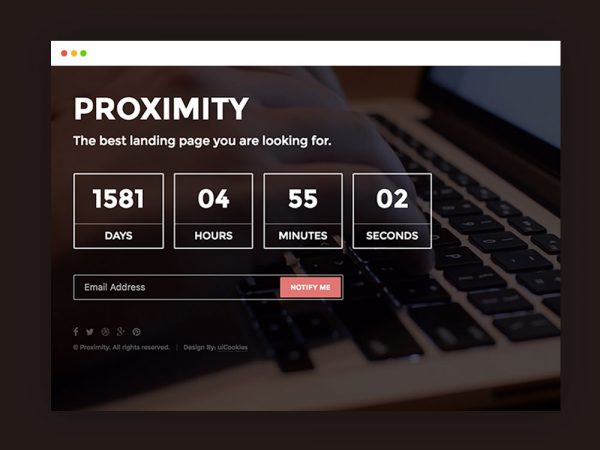 PROXIMITY
The best landing page you are looking for.
1581 04 55 02
DAYS HOURS MINUTES SECONDS
Email Address NOTIFY ME
© Proximity. All rights reserved. | Design By: uiCookies